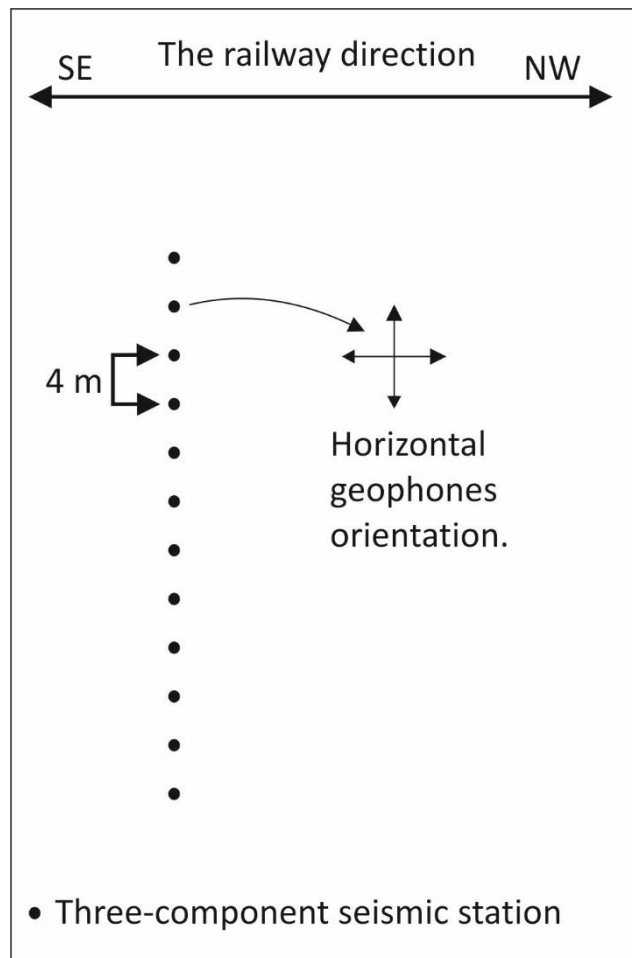 The railway direction
SE
NW
4 m
Horizontal
geophones
orientation.
• Three-component seismic station